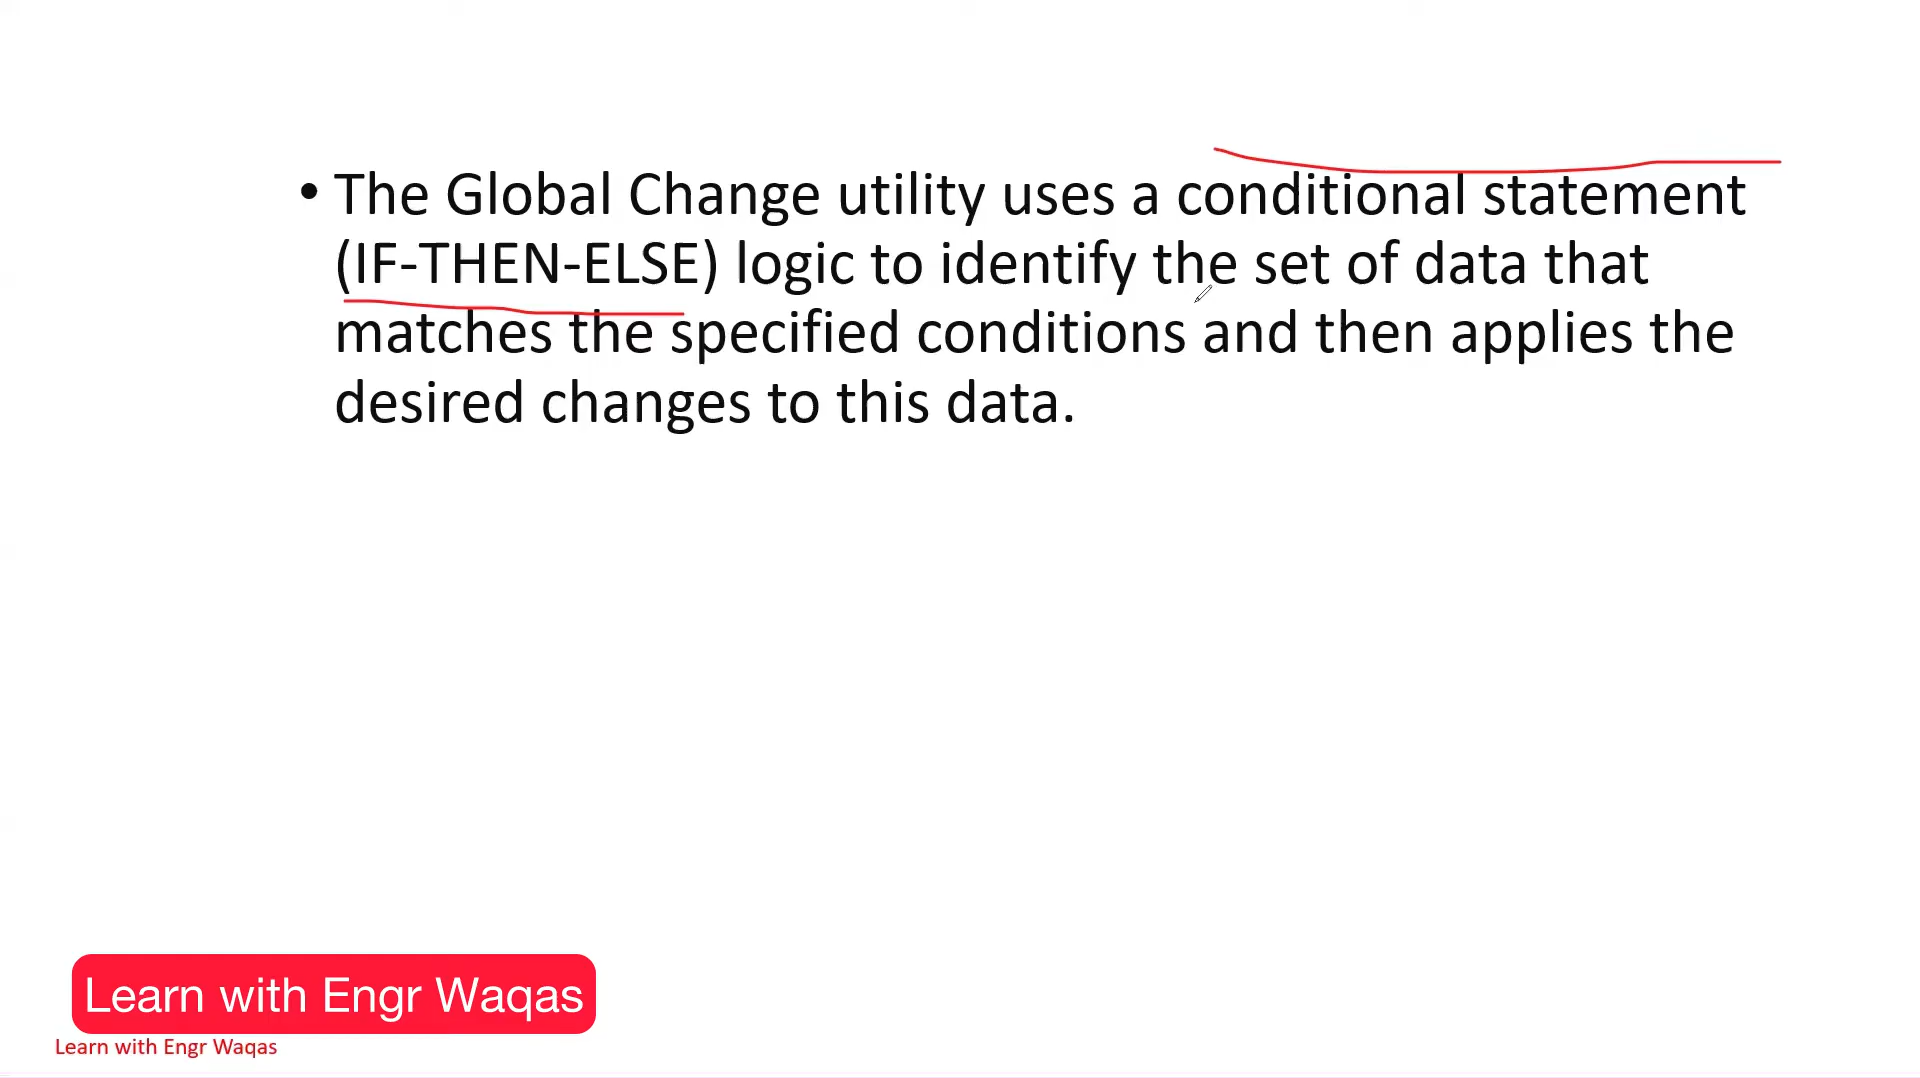 • The Global Change utility uses a conditional statement
(IF-THEN-ELSE) logic to identify the set of data that
matches the specified conditions and then applies the
desired changes to this data.
Learn with Engr Waqas
Learn with Engr Waqas